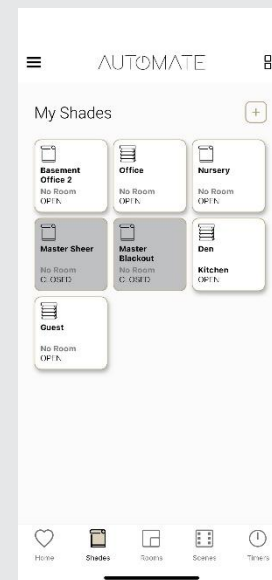 AUTOMATE
My Shades
Basement
Office 2
No Room
OPEN
Office
No Room
OPEN
Nursery
No Room
OPEN
Master Sheer
No Room
CLOSED
Master
Blackout
No Room
CLOSED
Den
Kitchen
OPEN
Guest
No Room
OPEN
Home
Shades
Rooms
Scenes
Timers